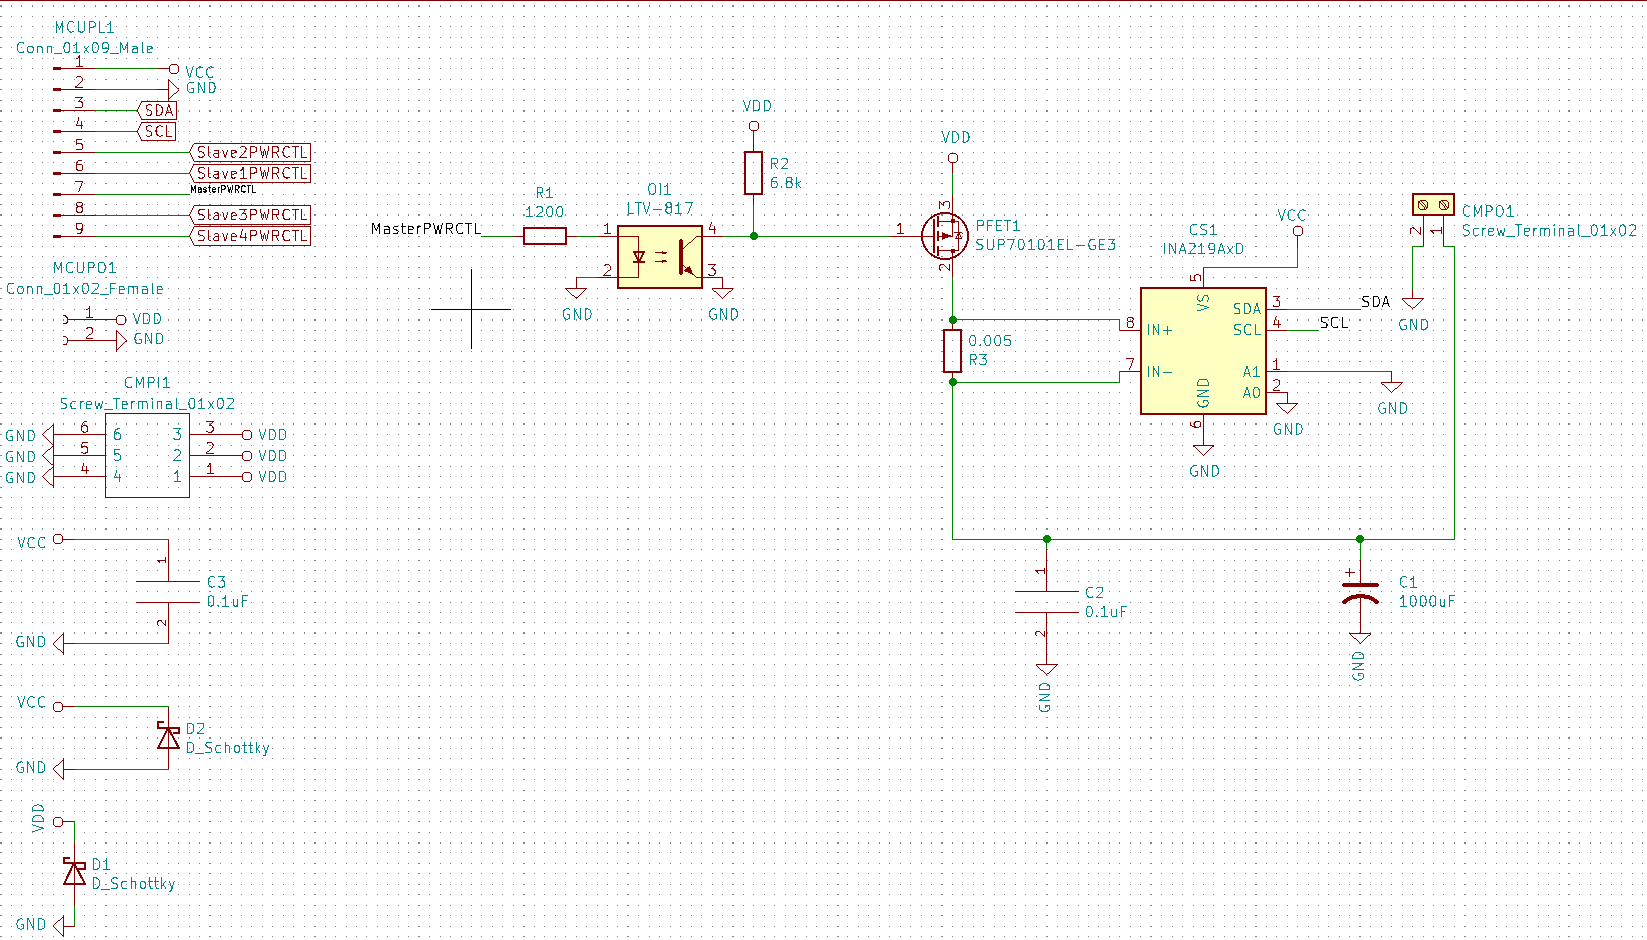 MCUPL1
Conn_01x09_Male
1
VCC
2
GND
3
SDA
4
SCL
5
Slave2PWRCTL
6
Slave1PWRCTL
7
MasterPWRCTL
8
Slave3PWRCTL
9
Slave4PWRCTL
MCUPO1
Conn_01x02_Female
1
VDD
2
GND
CMPI1
Screw_Terminal_01x02
GND
6
6
3
3
VDD
GND
5
5
2
2
VDD
GND
4
4
1
1
VDD
VCC
1
C3
0.1uF
2
GND
VCC
D2
D_Schottky
GND
VDD
D1
D_Schottky
GND
MasterPWRCTL
R1
1200
OI1
LTV-817
1
2
4
3
GND
GND
VDD
R2
6.8k
VDD
3
1
PFET1
SUP70101EL-GE3
2
0.005
R3
CS1
INA219AxD
VCC
5
VS
8
IN+
7
IN-
SDA
3
SDA
SCL
4
SCL
A1
1
GND
A0
2
GND
GND
6
GND
CMPO1
Screw_Terminal_01x02
2
1
GND
1
C2
0.1uF
2
GND
+
C1
1000uF
GND